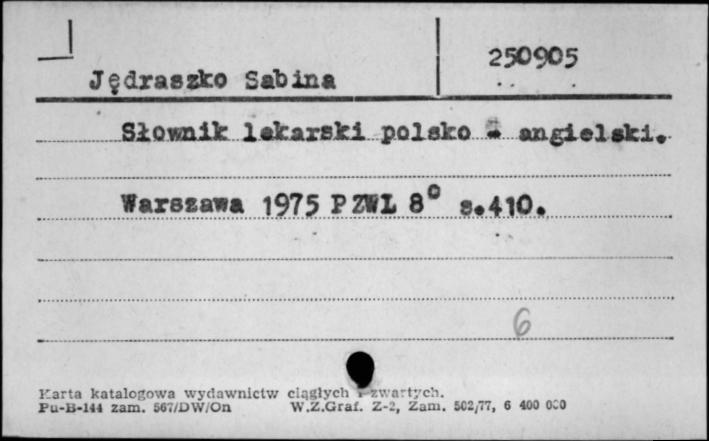 250905
Jędraszko Sabina
Słownik lekarski polsko - angielski.
Warszawa 1975 PZWL 8° s.410.
6
Karta katalogowa wydawnictw ciągłych i zwartych.
Pu-B-144 zam. 567/DW/On W.Z.Graf. Z-2, Zam. 502/77, 6 400 000